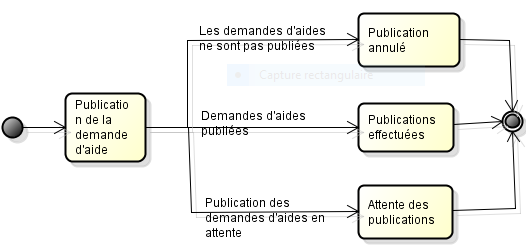 Les demandes d'aides
ne sont pas publiées
Publication
annulé
Capture rectangulaire
Publicatio
n de la
demande
d'aide
Demandes d'aides
publiées
Publications
effectuées
Publication des
demandes d'aides en
attente
Attente des
publications